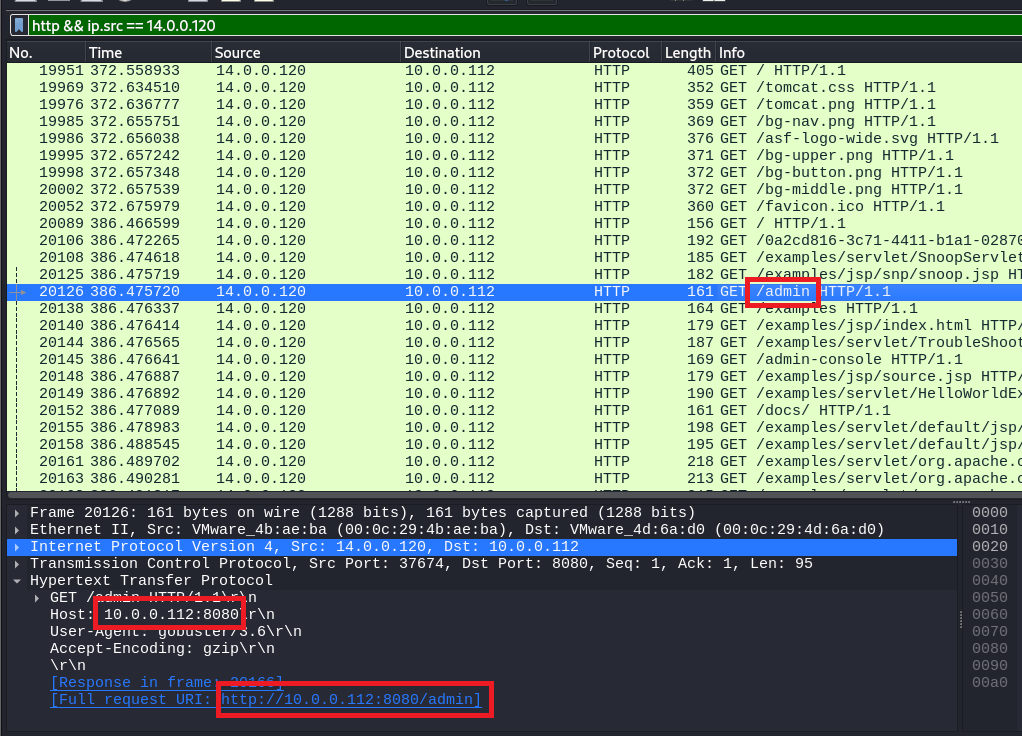 http && ip.src == 14.0.0.120
No. Time Source Destination Protocol Length Info
19951 372.558933 14.0.0.120 10.0.0.112 HTTP 405 GET / HTTP/1.1
19969 372.634510 14.0.0.120 10.0.0.112 HTTP 352 GET /tomcat.css HTTP/1.1
19976 372.636777 14.0.0.120 10.0.0.112 HTTP 359 GET /tomcat.png HTTP/1.1
19985 372.655751 14.0.0.120 10.0.0.112 HTTP 369 GET /bg-nav.png HTTP/1.1
19986 372.656038 14.0.0.120 10.0.0.112 HTTP 376 GET /asf-logo-wide.svg HTTP/1.1
19995 372.657242 14.0.0.120 10.0.0.112 HTTP 371 GET /bg-upper.png HTTP/1.1
19998 372.657348 14.0.0.120 10.0.0.112 HTTP 372 GET /bg-button.png HTTP/1.1
20002 372.657539 14.0.0.120 10.0.0.112 HTTP 372 GET /bg-middle.png HTTP/1.1
20052 372.675979 14.0.0.120 10.0.0.112 HTTP 360 GET /favicon.ico HTTP/1.1
20089 386.466599 14.0.0.120 10.0.0.112 HTTP 156 GET / HTTP/1.1
20106 386.472265 14.0.0.120 10.0.0.112 HTTP 192 GET /0a2cd816-3c71-4411-b1a1-02870
20108 386.474618 14.0.0.120 10.0.0.112 HTTP 185 GET /examples/servlet/SnoopServlet
20125 386.475719 14.0.0.120 10.0.0.112 HTTP 182 GET /examples/jsp/snp/snoop.jsp HT
20126 386.475720 14.0.0.120 10.0.0.112 HTTP 161 GET /admin HTTP/1.1
20138 386.476337 14.0.0.120 10.0.0.112 HTTP 164 GET /examples HTTP/1.1
20140 386.476414 14.0.0.120 10.0.0.112 HTTP 179 GET /examples/jsp/index.html HTTP/
20144 386.476565 14.0.0.120 10.0.0.112 HTTP 187 GET /examples/servlet/TroubleShoot
20145 386.476641 14.0.0.120 10.0.0.112 HTTP 169 GET /admin-console HTTP/1.1
20148 386.476887 14.0.0.120 10.0.0.112 HTTP 179 GET /examples/jsp/source.jsp HTTP/
20149 386.476892 14.0.0.120 10.0.0.112 HTTP 190 GET /examples/servlet/HelloWorldEx
20152 386.477089 14.0.0.120 10.0.0.112 HTTP 161 GET /docs/ HTTP/1.1
20155 386.478983 14.0.0.120 10.0.0.112 HTTP 198 GET /examples/servlet/default/jsp/
20158 386.488545 14.0.0.120 10.0.0.112 HTTP 195 GET /examples/servlet/default/jsp/
20161 386.489702 14.0.0.120 10.0.0.112 HTTP 218 GET /examples/servlet/org.apache.c
20163 386.490281 14.0.0.120 10.0.0.112 HTTP 213 GET /examples/servlet/org.apache.c
Frame 20126: 161 bytes on wire (1288 bits), 161 bytes captured (1288 bits) 0000
Ethernet II, Src: VMware_4b:ae:ba (00:0c:29:4b:ae:ba), Dst: VMware_4d:6a:d0 (00:0c:29:4d:6a:d0) 0010
Internet Protocol Version 4, Src: 14.0.0.120, Dst: 10.0.0.112 0020
Transmission Control Protocol, Src Port: 37674, Dst Port: 8080, Seq: 1, Ack: 1, Len: 95 0030
Hypertext Transfer Protocol 0040
GET /admin HTTP/1.1\r\n 0050
Host: 10.0.0.112:8080\r\n 0060
User-Agent: gobuster/3.6\r\n 0070
Accept-Encoding: gzip\r\n 0080
\r\n 0090
[Response in frame: 20166] 00a0
[Full request URI: http://10.0.0.112:8080/admin]